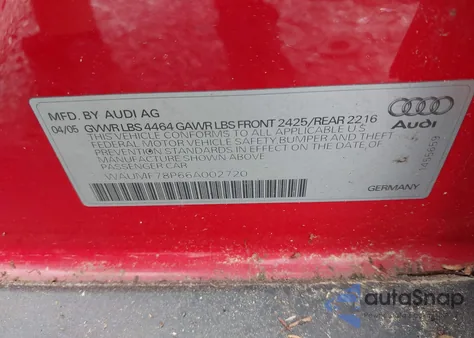 MFD. BY AUDI AG
04/05 GVWR LBS 4464 GAWR LBS FRONT 2425/REAR 2216
THIS VEHICLE CONFORMS TO ALL APPLICABLE U.S.
FEDERAL MOTOR VEHICLE SAFETY BUMPER AND THEFT
PREVENTION STANDARDS IN EFFECT ON THE DATE OF
MANUFACTURE SHOWN ABOVE
PASSENGER CAR
WAUMF78P66A002720
Audi
GERMANY
autoSnap